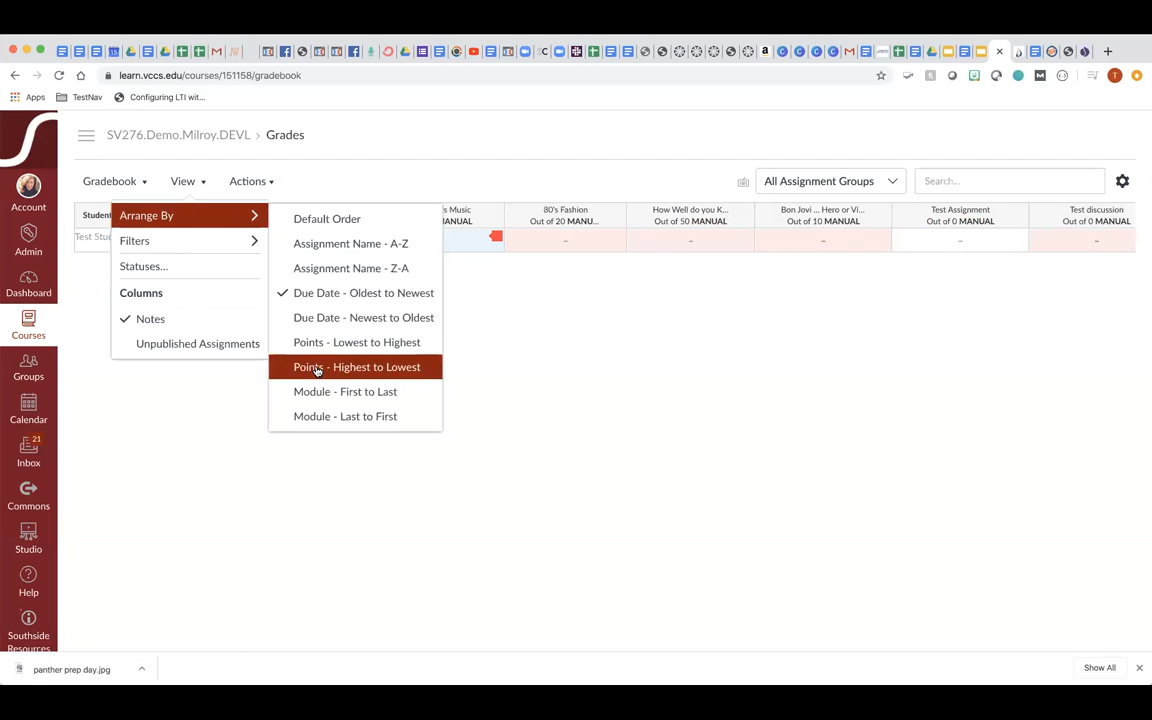 learn.vccs.edu/courses/151158/gradebook
Apps TestNav Configuring LTI wit...
SV276.Demo.Milroy.DEVL > Grades
Gradebook View Actions
All Assignment Groups
Search...
Arrange By
Filters
Statuses...
Columns
Notes
Unpublished Assignments
Default Order
Assignment Name - A-Z
Assignment Name - Z-A
Due Date - Oldest to Newest
Due Date - Newest to Oldest
Points - Lowest to Highest
Points - Highest to Lowest
Module - First to Last
Module - Last to First
Studen
Test Stu
's Music
MANUAL
80's Fashion
Out of 20 MANU...
How Well do you K...
Out of 50 MANUAL
Bon Jovi ... Hero or Vi...
Out of 10 MANUAL
Test Assignment
Out of 0 MANUAL
Test discussion
Out of 0 MANUAL
– – – – –
Account
Admin
Dashboard
Courses
Groups
Calendar
21
Inbox
Commons
Studio
Help
Southside
Resources
panther prep day.jpg
Show All